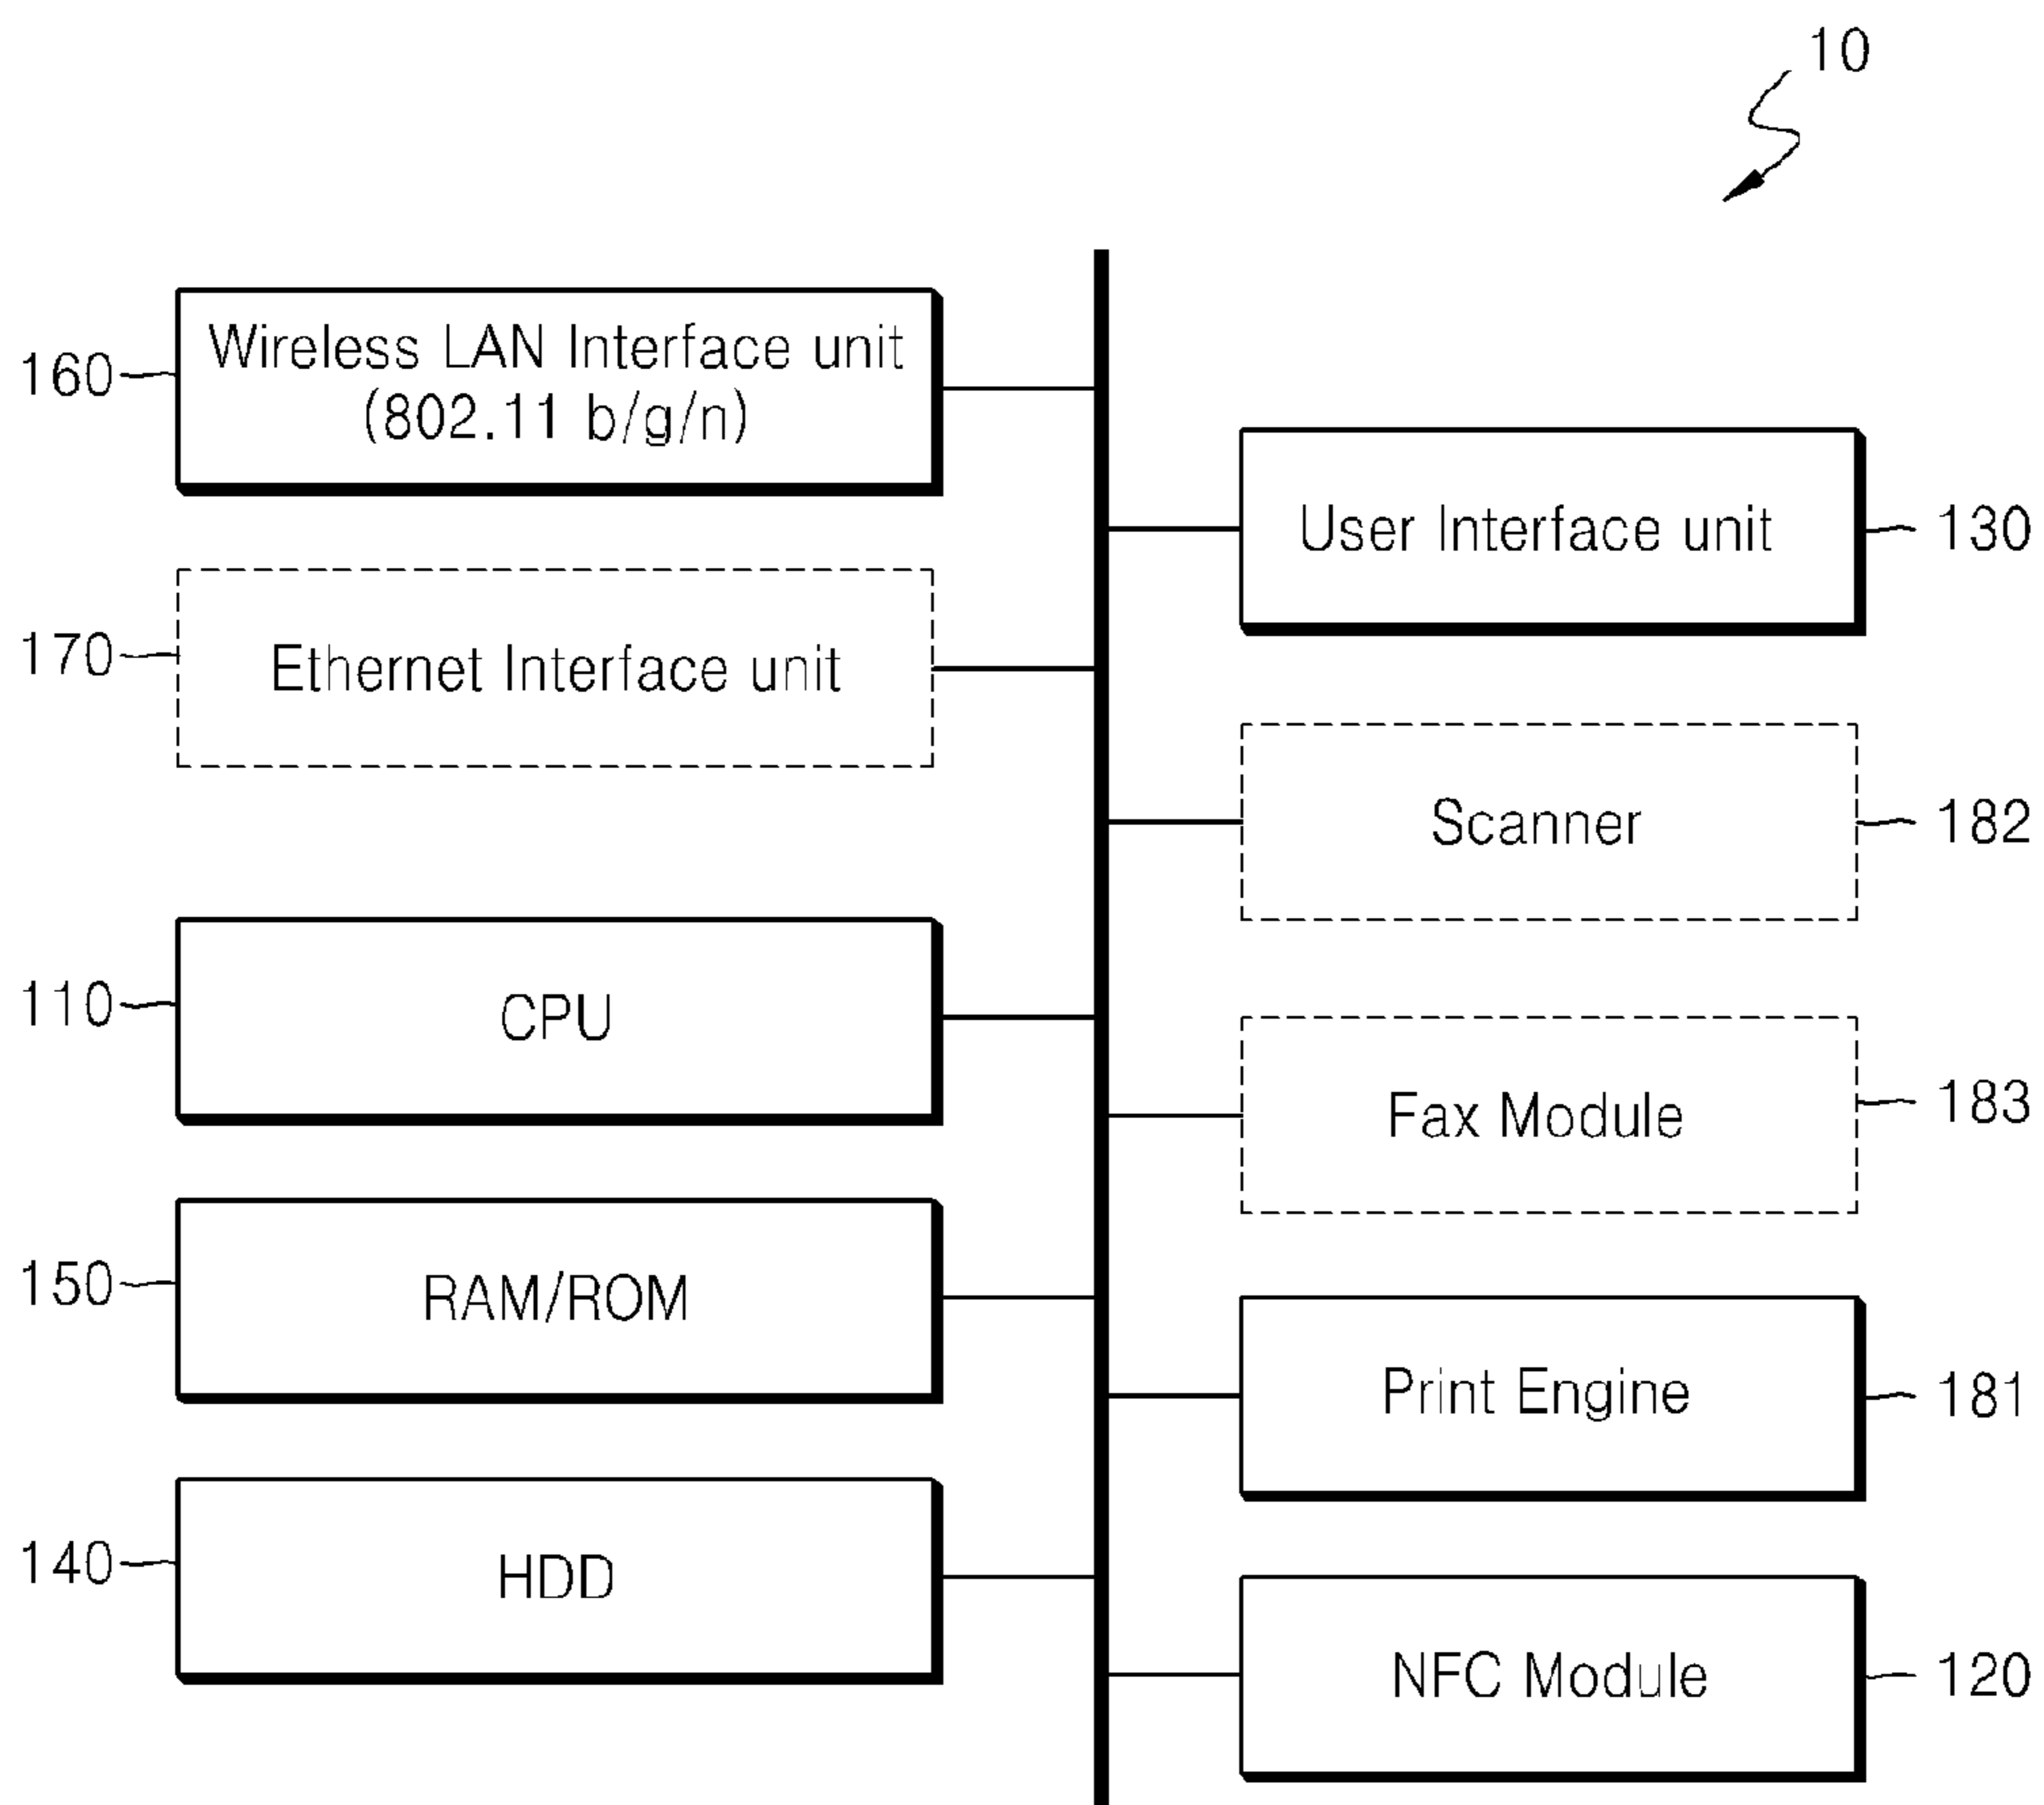 10
160
Wireless LAN Interface unit
(802.11 b/g/n)
User Interface unit
130
170
Ethernet Interface unit
Scanner
182
110
CPU
Fax Module
183
150
RAM/ROM
Print Engine
181
140
HDD
NFC Module
120